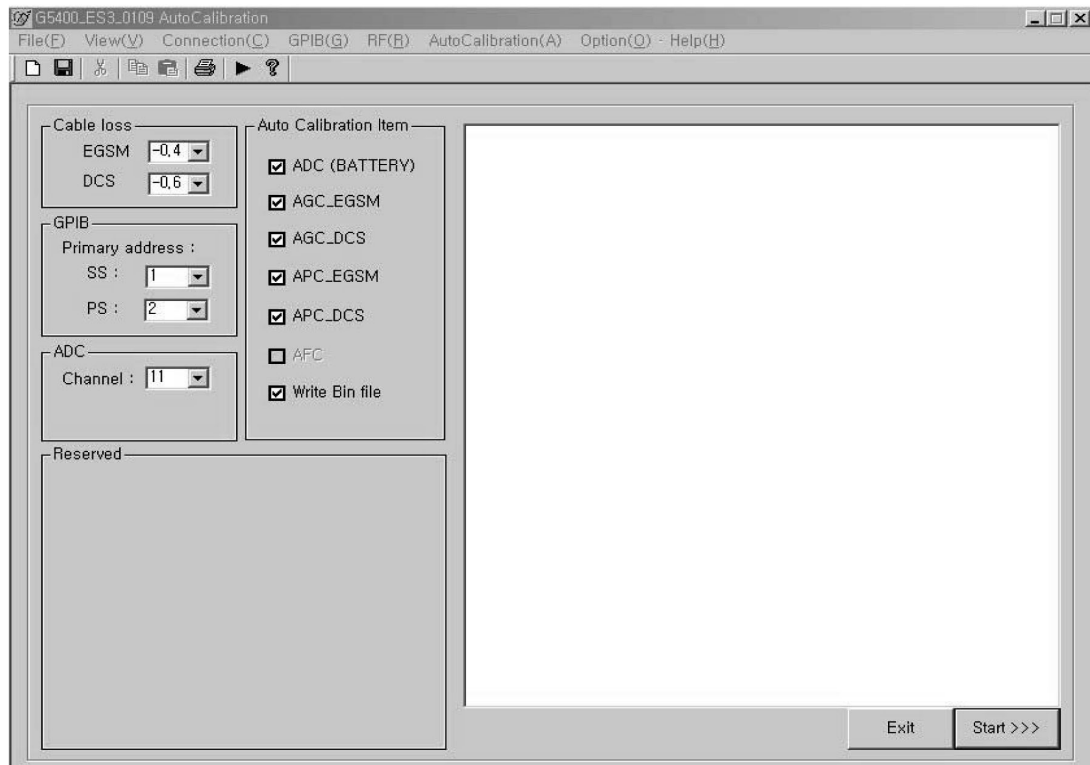 G5400_ES3_0109 AutoCalibration
File(F) View(V) Connection(C) GPIB(G) RF(R) AutoCalibration(A) Option(O) - Help(H)
Cable loss
EGSM -0,4
DCS -0,6
GPIB
Primary address :
SS : 1
PS : 2
ADC
Channel : 11
Auto Calibration Item
ADC (BATTERY)
AGC_EGSM
AGC_DCS
APC_EGSM
APC_DCS
AFC
Write Bin file
Reserved
Exit
Start >>>